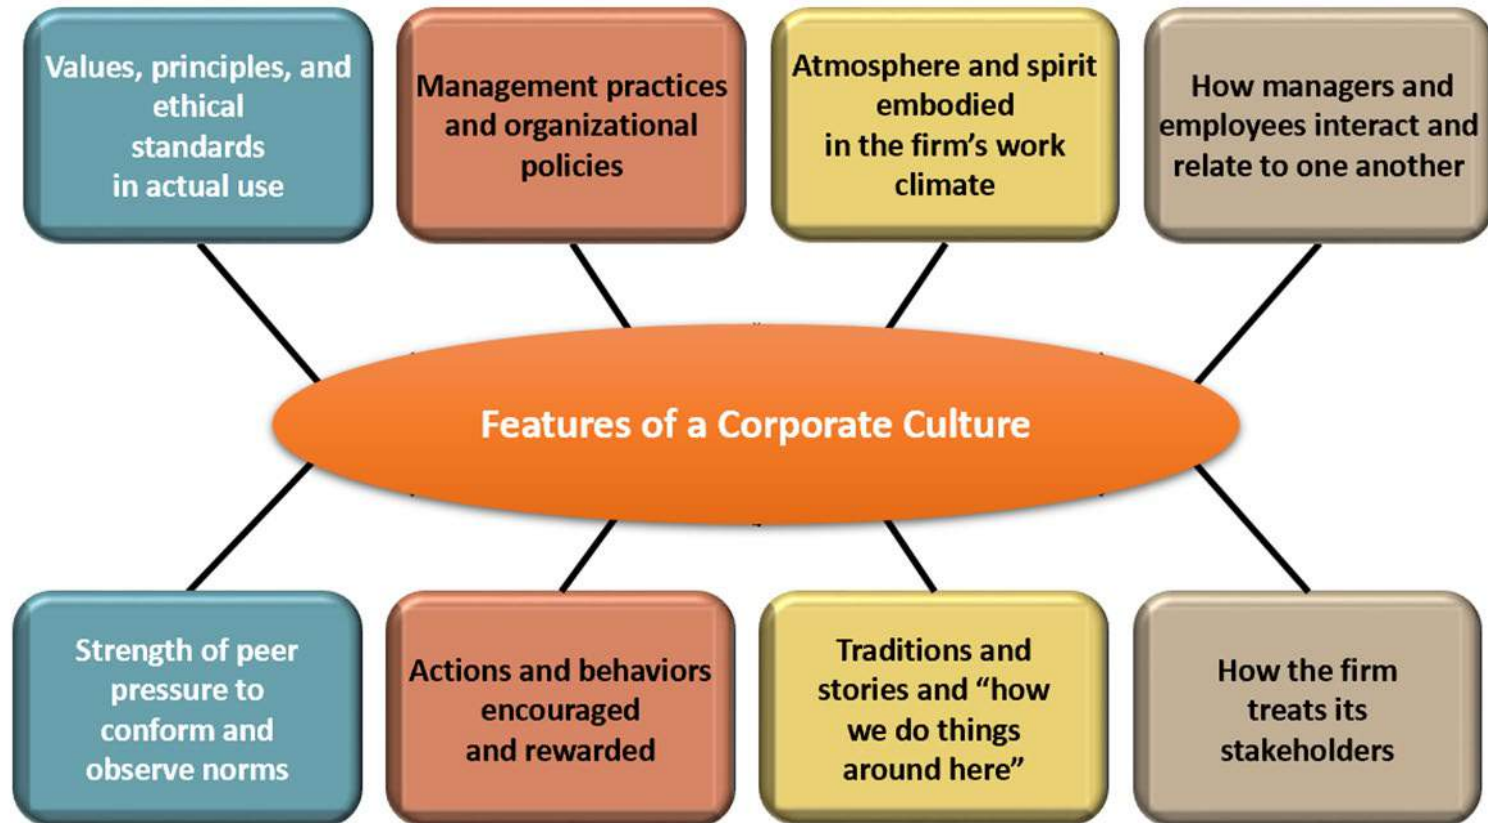 Values, principles, and
ethical
standards
in actual use
Management practices
and organizational
policies
Atmosphere and spirit
embodied
in the firm’s work
climate
How managers and
employees interact and
relate to one another
Features of a Corporate Culture
Strength of peer
pressure to
conform and
observe norms
Actions and behaviors
encouraged
and rewarded
Traditions and
stories and “how
we do things
around here”
How the firm
treats its
stakeholders